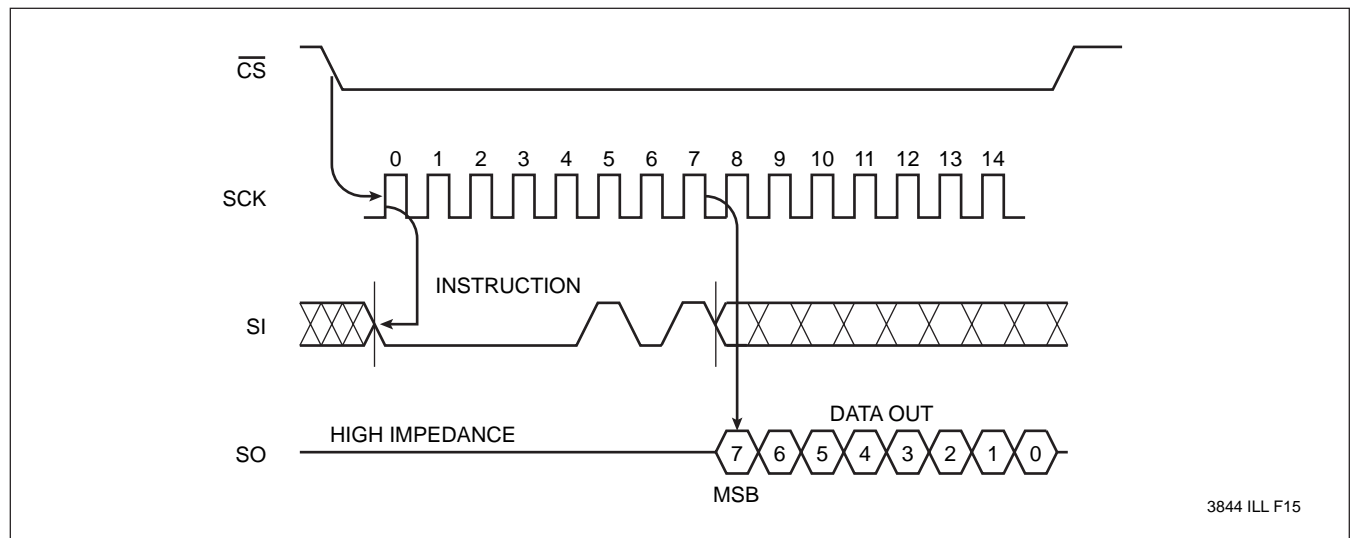 CS
0 1 2 3 4 5 6 7 8 9 10 11 12 13 14
SCK
INSTRUCTION
SI
DATA OUT
HIGH IMPEDANCE
SO
7 6 5 4 3 2 1 0
MSB
3844 ILL F15